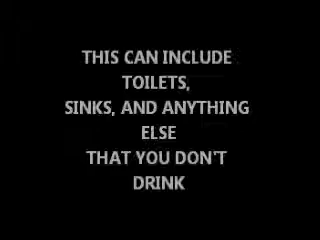 THIS CAN INCLUDE
TOILETS,
SINKS, AND ANYTHING
ELSE
THAT YOU DON'T
DRINK